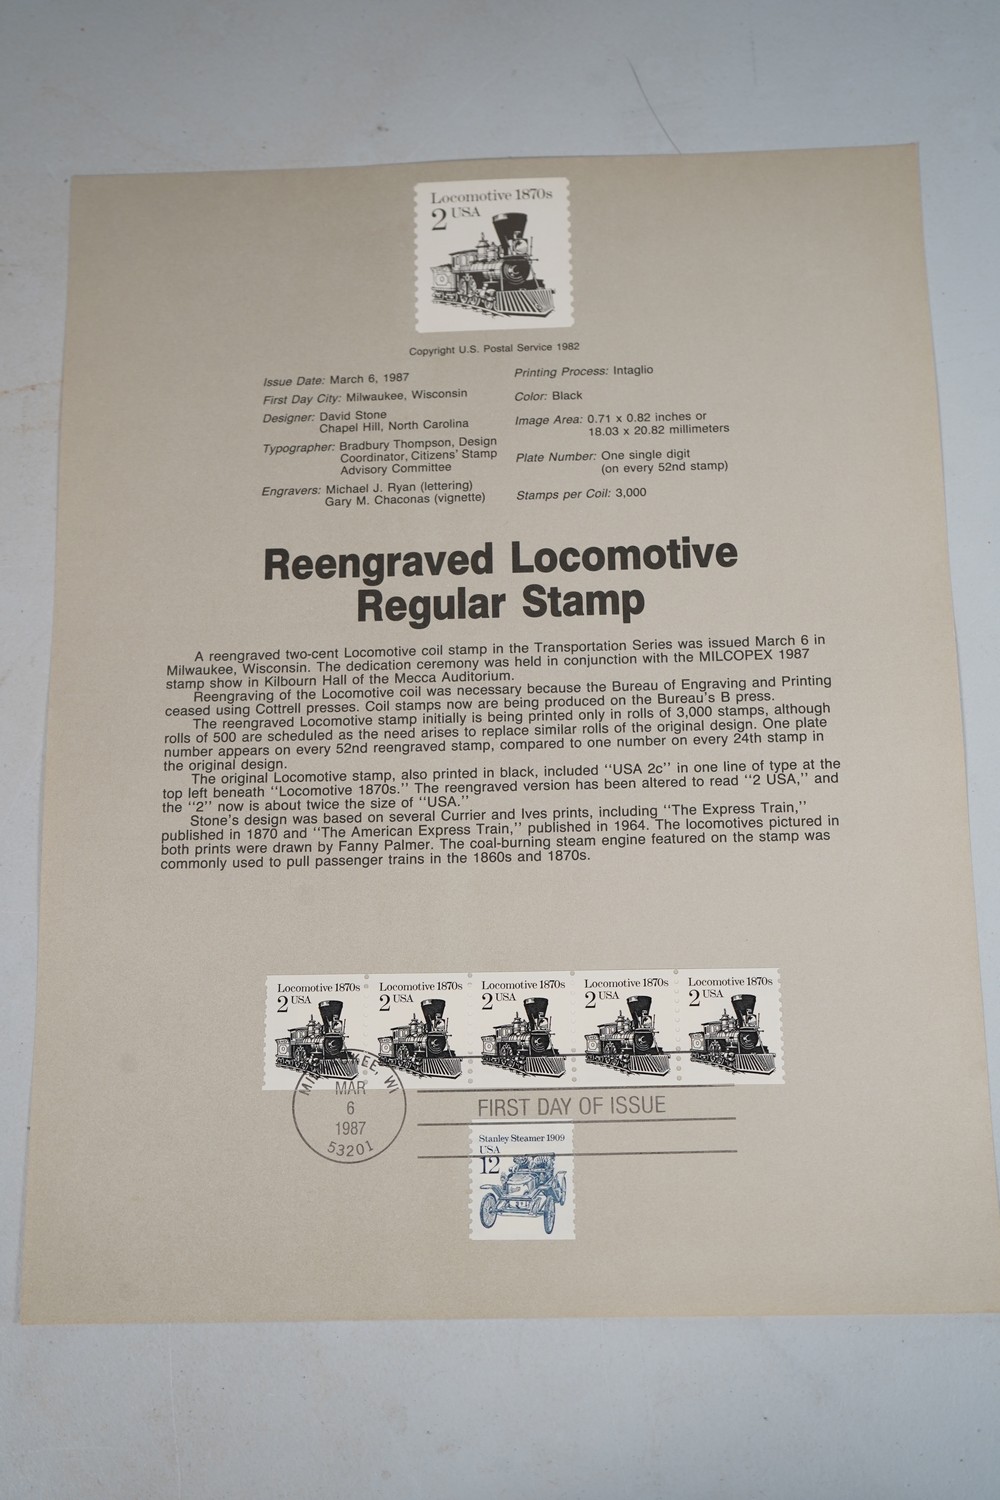 Locomotive 1870s
2 USA
Copyright U.S. Postal Service 1982
Issue Date: March 6, 1987
First Day City: Milwaukee, Wisconsin
Designer: David Stone
Chapel Hill, North Carolina
Typographer: Bradbury Thompson, Design
Coordinator, Citizens' Stamp
Advisory Committee
Engravers: Michael J. Ryan (lettering)
Gary M. Chaconas (vignette)
Printing Process: Intaglio
Color: Black
Image Area: 0.71 x 0.82 inches or
18.03 x 20.82 millimeters
Plate Number: One single digit
(on every 52nd stamp)
Stamps per Coil: 3,000
Reengraved Locomotive
Regular Stamp
A reengraved two-cent Locomotive coil stamp in the Transportation Series was issued March 6 in
Milwaukee, Wisconsin. The dedication ceremony was held in conjunction with the MILCOPEX 1987
stamp show in Kilbourn Hall of the Mecca Auditorium.
Reengraving of the Locomotive coil was necessary because the Bureau of Engraving and Printing
ceased using Cottrell presses. Coil stamps now are being produced on the Bureau's B press.
The reengraved Locomotive stamp initially is being printed only in rolls of 3,000 stamps, although
rolls of 500 are scheduled as the need arises to replace similar rolls of the original design. One plate
number appears on every 52nd reengraved stamp, compared to one number on every 24th stamp in
the original design.
The original Locomotive stamp, also printed in black, included "USA 2c" in one line of type at the
top left beneath "Locomotive 1870s." The reengraved version has been altered to read "2 USA," and
the "2" now is about twice the size of "USA."
Stone's design was based on several Currier and Ives prints, including "The Express Train,"
published in 1870 and "The American Express Train," published in 1964. The locomotives pictured in
both prints were drawn by Fanny Palmer. The coal-burning steam engine featured on the stamp was
commonly used to pull passenger trains in the 1860s and 1870s.
Locomotive 1870s Locomotive 1870s Locomotive 1870s Locomotive 1870s Locomotive 1870s
2 USA 2 USA 2 USA 2 USA 2 USA
MILWAUKEE, WI
MAR
6
1987
53201
FIRST DAY OF ISSUE
Stanley Steamer 1909
USA
12